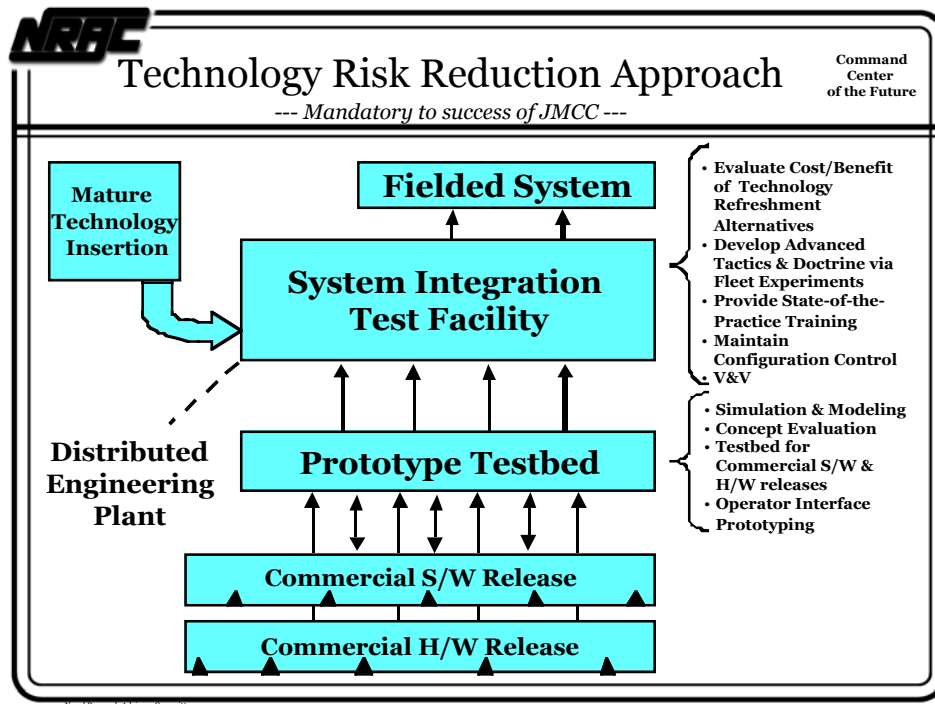 NRAC
Technology Risk Reduction Approach
--- Mandatory to success of JMCC ---
Command
Center
of the Future
Mature
Technology
Insertion
Fielded System
System Integration
Test Facility
Distributed
Engineering
Plant
Prototype Testbed
Commercial S/W Release
Commercial H/W Release
• Evaluate Cost/Benefit
of Technology
Refreshment
Alternatives
• Develop Advanced
Tactics & Doctrine via
Fleet Experiments
• Provide State-of-the-
Practice Training
• Maintain
Configuration Control
• V&V
• Simulation & Modeling
• Concept Evaluation
• Testbed for
Commercial S/W &
H/W releases
• Operator Interface
Prototyping